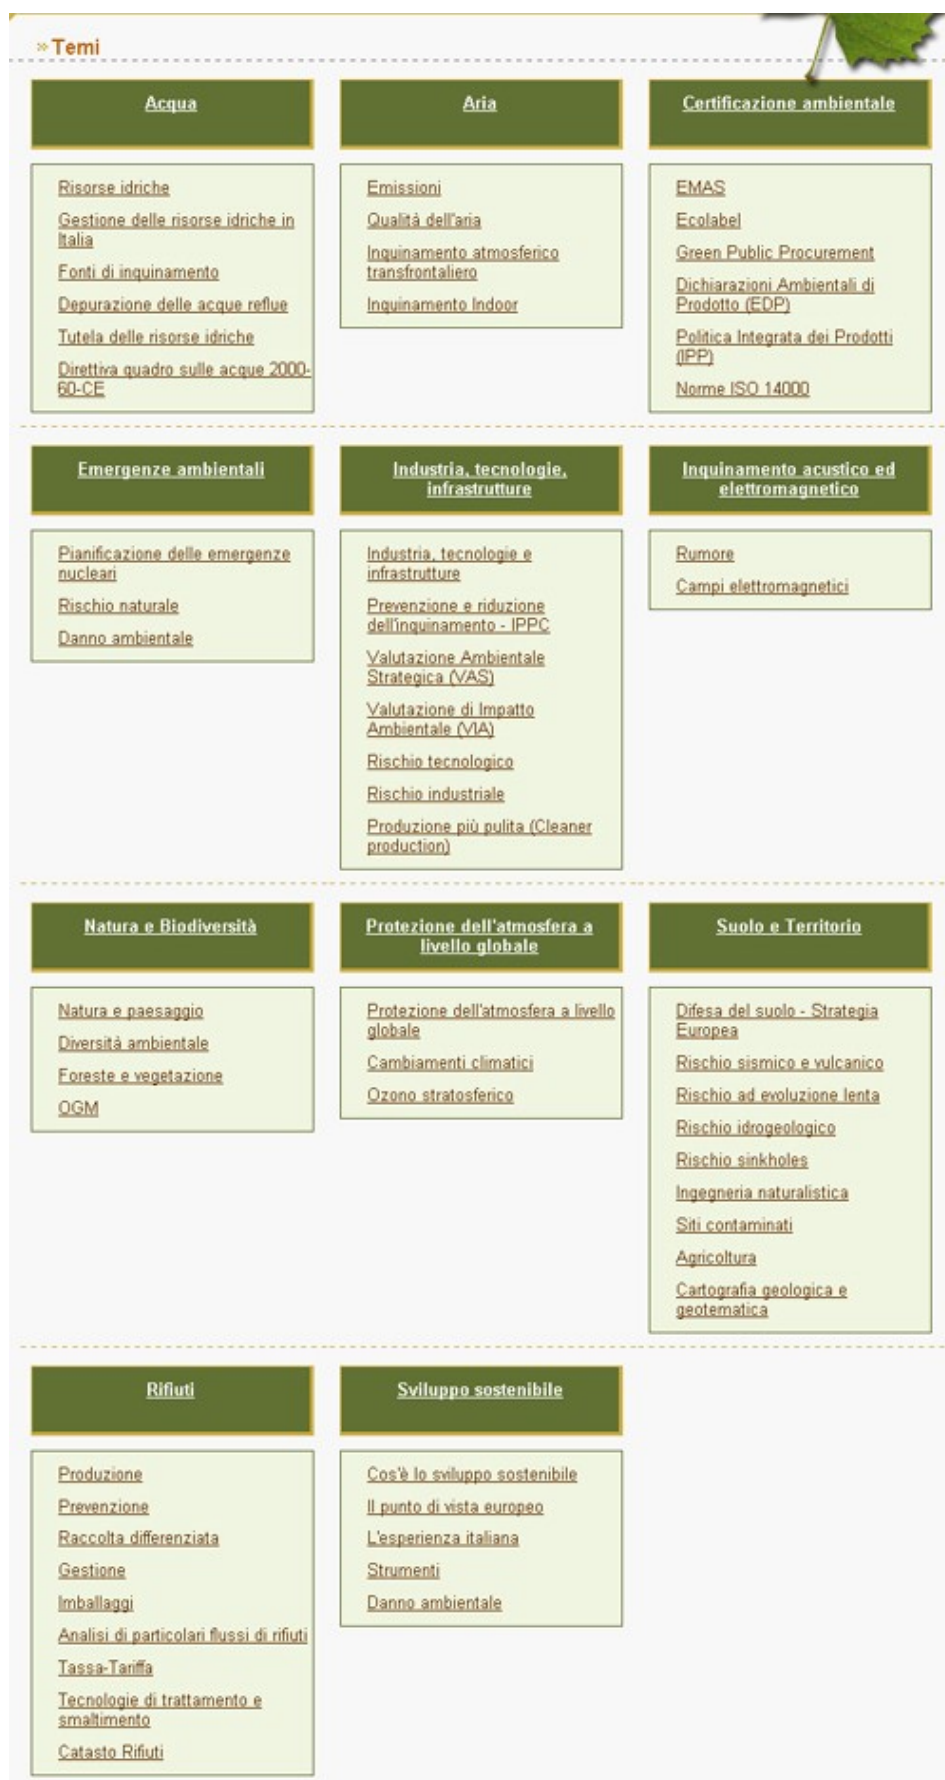 » Temi
Acqua
Risorse idriche
Gestione delle risorse idriche in
Italia
Fonti di inquinamento
Depurazione delle acque reflue
Tutela delle risorse idriche
Direttiva quadro sulle acque 2000-
60-CE
Aria
Emissioni
Qualità dell'aria
Inquinamento atmosferico
transfrontaliero
Inquinamento Indoor
Certificazione ambientale
EMAS
Ecolabel
Green Public Procurement
Dichiarazioni Ambientali di
Prodotto (EDP)
Politica Integrata dei Prodotti
(IPP)
Norme ISO 14000
Emergenze ambientali
Pianificazione delle emergenze
nucleari
Rischio naturale
Danno ambientale
Industria, tecnologie,
infrastrutture
Industria, tecnologie e
infrastrutture
Prevenzione e riduzione
dell'inquinamento - IPPC
Valutazione Ambientale
Strategica (VAS)
Valutazione di Impatto
Ambientale (VIA)
Rischio tecnologico
Rischio industriale
Produzione più pulita (Cleaner
production)
Inquinamento acustico ed
elettromagnetico
Rumore
Campi elettromagnetici
Natura e Biodiversità
Natura e paesaggio
Diversità ambientale
Foreste e vegetazione
OGM
Protezione dell'atmosfera a
livello globale
Protezione dell'atmosfera a livello
globale
Cambiamenti climatici
Ozono stratosferico
Suolo e Territorio
Difesa del suolo - Strategia
Europea
Rischio sismico e vulcanico
Rischio ad evoluzione lenta
Rischio idrogeologico
Rischio sinkholes
Ingegneria naturalistica
Siti contaminati
Agricoltura
Cartografia geologica e
geotematica
Rifiuti
Produzione
Prevenzione
Raccolta differenziata
Gestione
Imballaggi
Analisi di particolari flussi di rifiuti
Tassa-Tariffa
Tecnologie di trattamento e
smaltimento
Catasto Rifiuti
Sviluppo sostenibile
Cos'è lo sviluppo sostenibile
Il punto di vista europeo
L'esperienza italiana
Strumenti
Danno ambientale